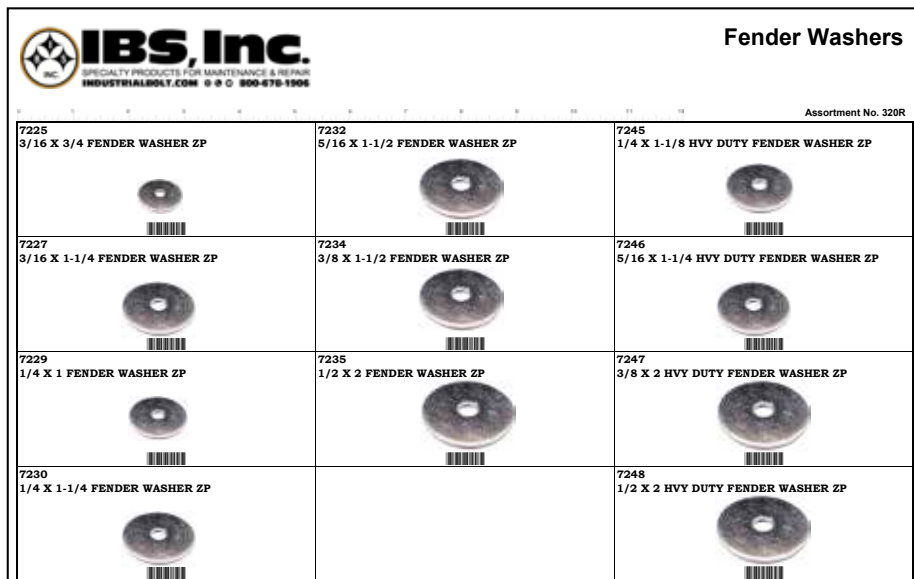 IBS, Inc.
SPECIALTY PRODUCTS FOR MAINTENANCE & REPAIR
INDUSTRIALBOLT.COM 800-678-1906
INC.
Fender Washers
Assortment No. 320R
7225
3/16 X 3/4 FENDER WASHER ZP
7232
5/16 X 1-1/2 FENDER WASHER ZP
7245
1/4 X 1-1/8 HVY DUTY FENDER WASHER ZP
7227
3/16 X 1-1/4 FENDER WASHER ZP
7234
3/8 X 1-1/2 FENDER WASHER ZP
7246
5/16 X 1-1/4 HVY DUTY FENDER WASHER ZP
7229
1/4 X 1 FENDER WASHER ZP
7235
1/2 X 2 FENDER WASHER ZP
7247
3/8 X 2 HVY DUTY FENDER WASHER ZP
7230
1/4 X 1-1/4 FENDER WASHER ZP
7248
1/2 X 2 HVY DUTY FENDER WASHER ZP